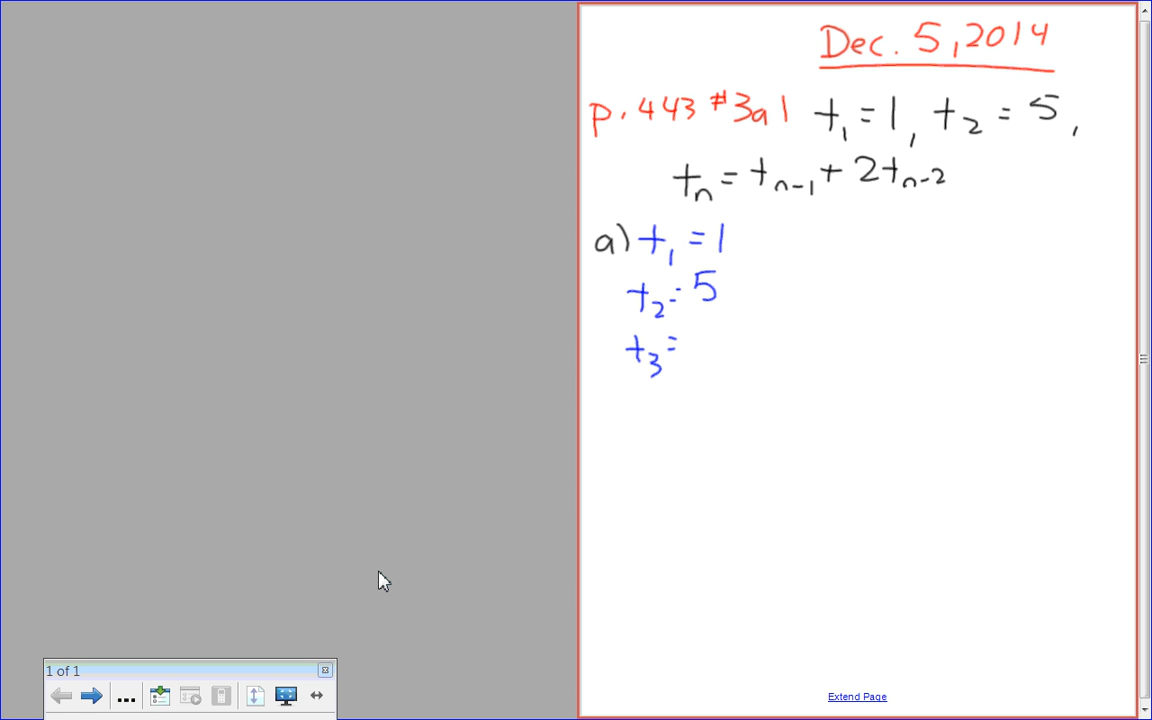 Dec. 5, 2014
p. 443 #3a1 t₁ = 1, t₂ = 5,
tₙ = tₙ₋₁ + 2tₙ₋₂
a) t₁ = 1
t₂ = 5
t₃ =
1 of 1
...
Extend Page